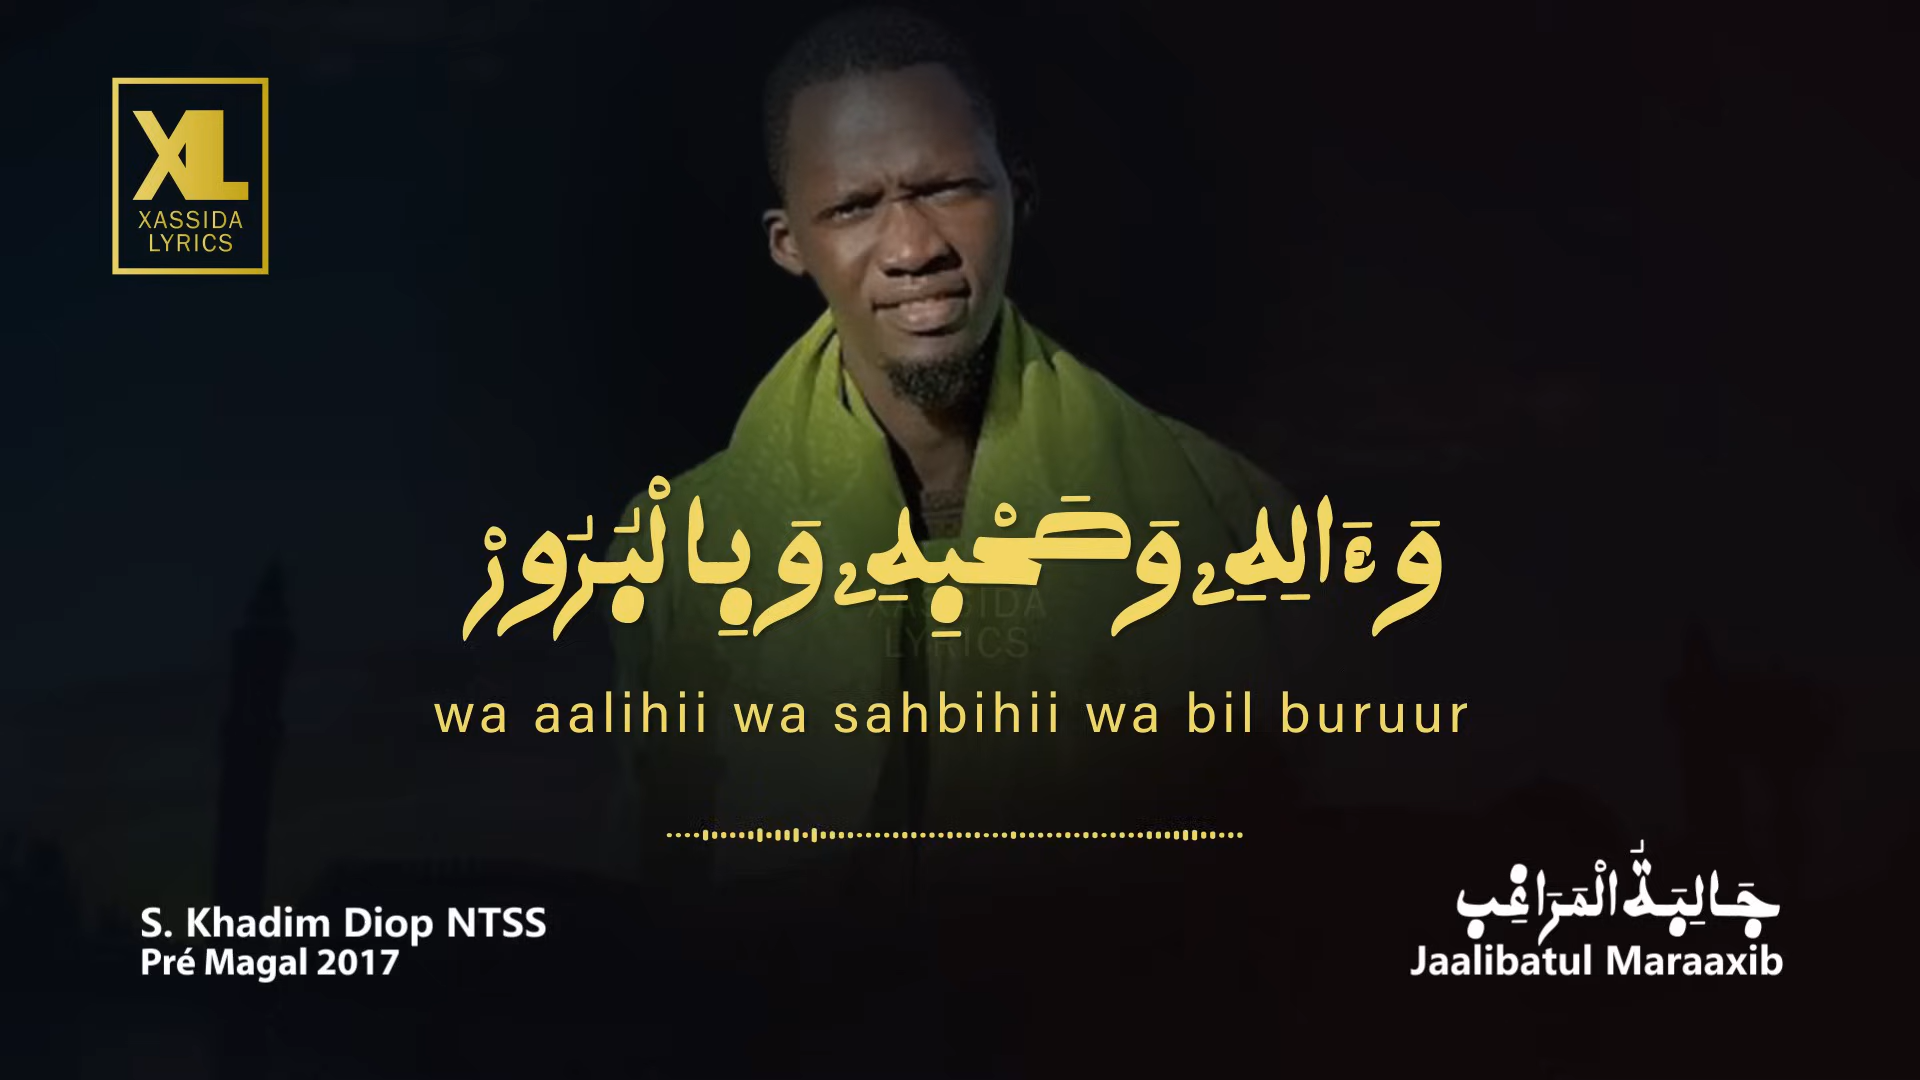 XL
XASSIDA
LYRICS
وَءَالِهِۦ وَصَحْبِهِۦ وَبِالْبُرُورْ
XASSIDA
LYRICS
wa aalihii wa sahbihii wa bil buruur
S. Khadim Diop NTSS
Pré Magal 2017
جَالِبَةُ الْمَرَاغِب
Jaalibatul Maraaxib